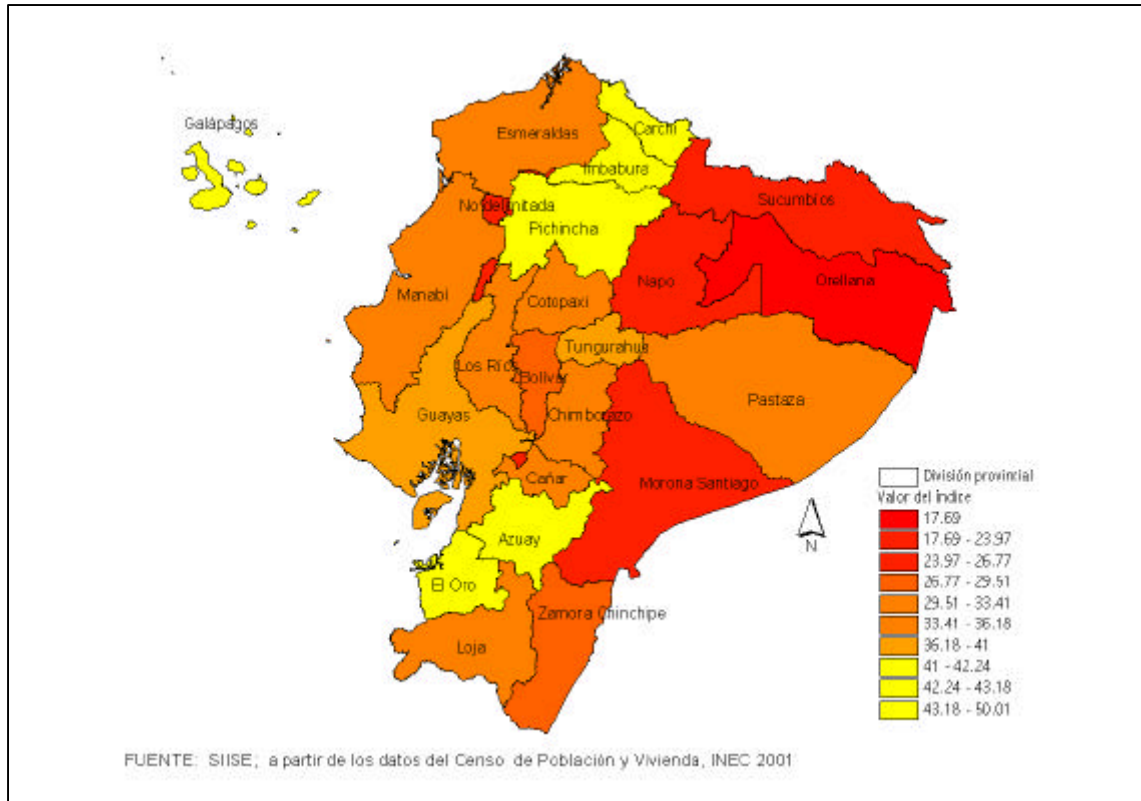 Galápagos
Esmeraldas
Carchi
Imbabura
No delimitada
Sucumbíos
Pichincha
Manabí
Cotopaxi
Napo
Orellana
Tungurahua
Los Ríos
Bolívar
Guayas
Chimborazo
Pastaza
Cañar
Morona Santiago
Azuay
El Oro
Zamora Chinchipe
Loja
N
División provincial
Valor del índice
17.69
17.69 - 23.97
23.97 - 26.77
26.77 - 29.51
29.51 - 33.41
33.41 - 36.18
36.18 - 41
41 - 42.24
42.24 - 43.18
43.18 - 50.01
FUENTE: SIISE; a partir de los datos del Censo de Población y Vivienda, INEC 2001